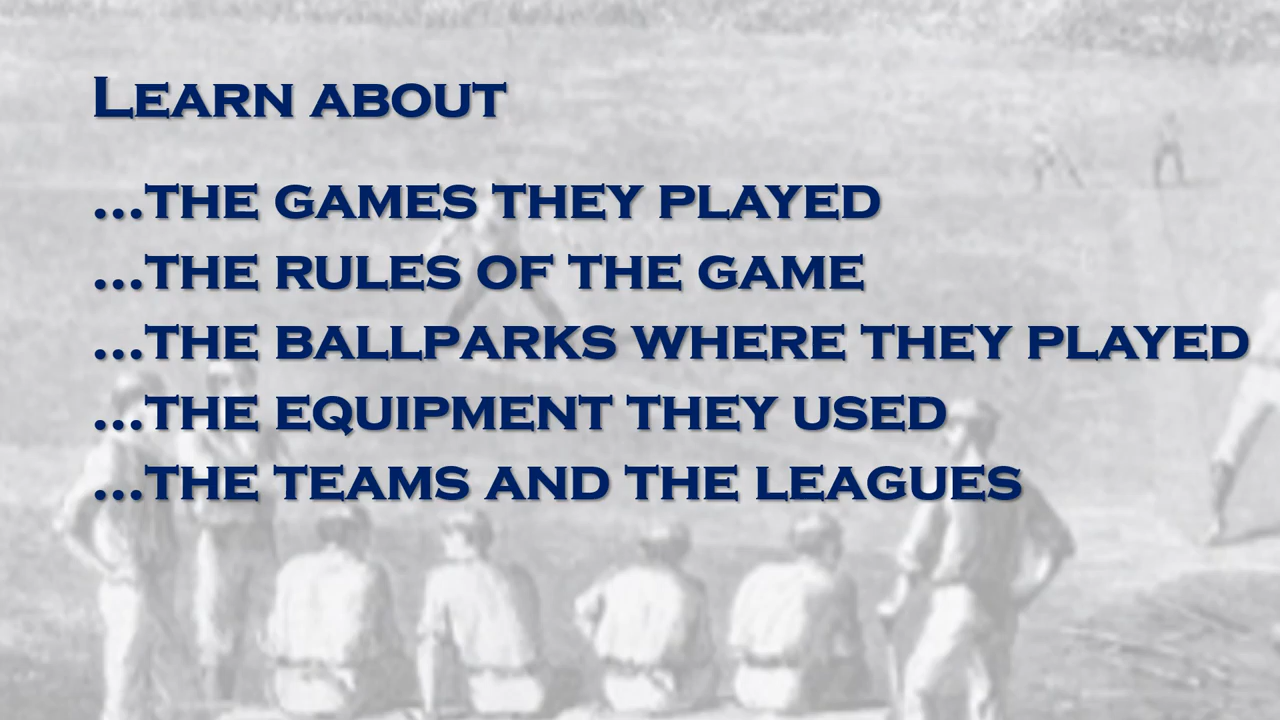 Learn about
...the games they played
...the rules of the game
...the ballparks where they played
...the equipment they used
...the teams and the leagues